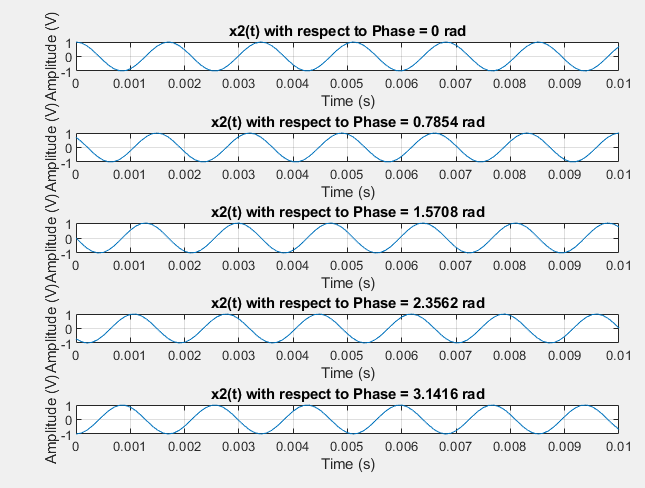 x2(t) with respect to Phase = 0 rad
Amplitude (V)
1
0
-1
0 0.001 0.002 0.003 0.004 0.005 0.006 0.007 0.008 0.009 0.01
Time (s)
x2(t) with respect to Phase = 0.7854 rad
Amplitude (V)
1
0
-1
0 0.001 0.002 0.003 0.004 0.005 0.006 0.007 0.008 0.009 0.01
Time (s)
x2(t) with respect to Phase = 1.5708 rad
Amplitude (V)
1
0
-1
0 0.001 0.002 0.003 0.004 0.005 0.006 0.007 0.008 0.009 0.01
Time (s)
x2(t) with respect to Phase = 2.3562 rad
Amplitude (V)
1
0
-1
0 0.001 0.002 0.003 0.004 0.005 0.006 0.007 0.008 0.009 0.01
Time (s)
x2(t) with respect to Phase = 3.1416 rad
Amplitude (V)
1
0
-1
0 0.001 0.002 0.003 0.004 0.005 0.006 0.007 0.008 0.009 0.01
Time (s)